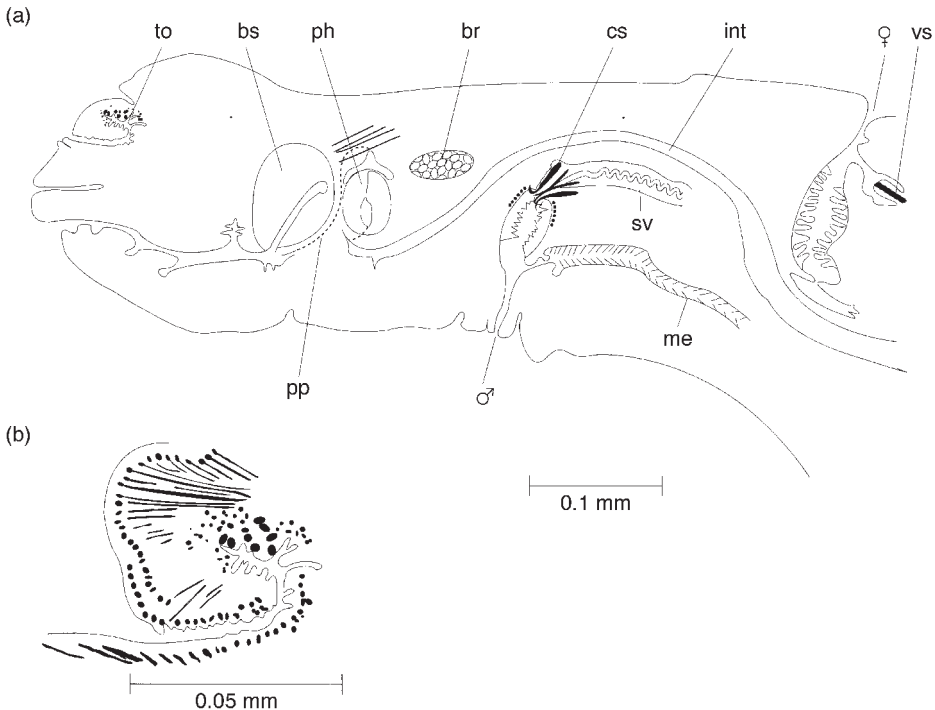 (a)
to bs ph br cs int ♀ vs
sv
me
pp
♂
0.1 mm
(b)
0.05 mm